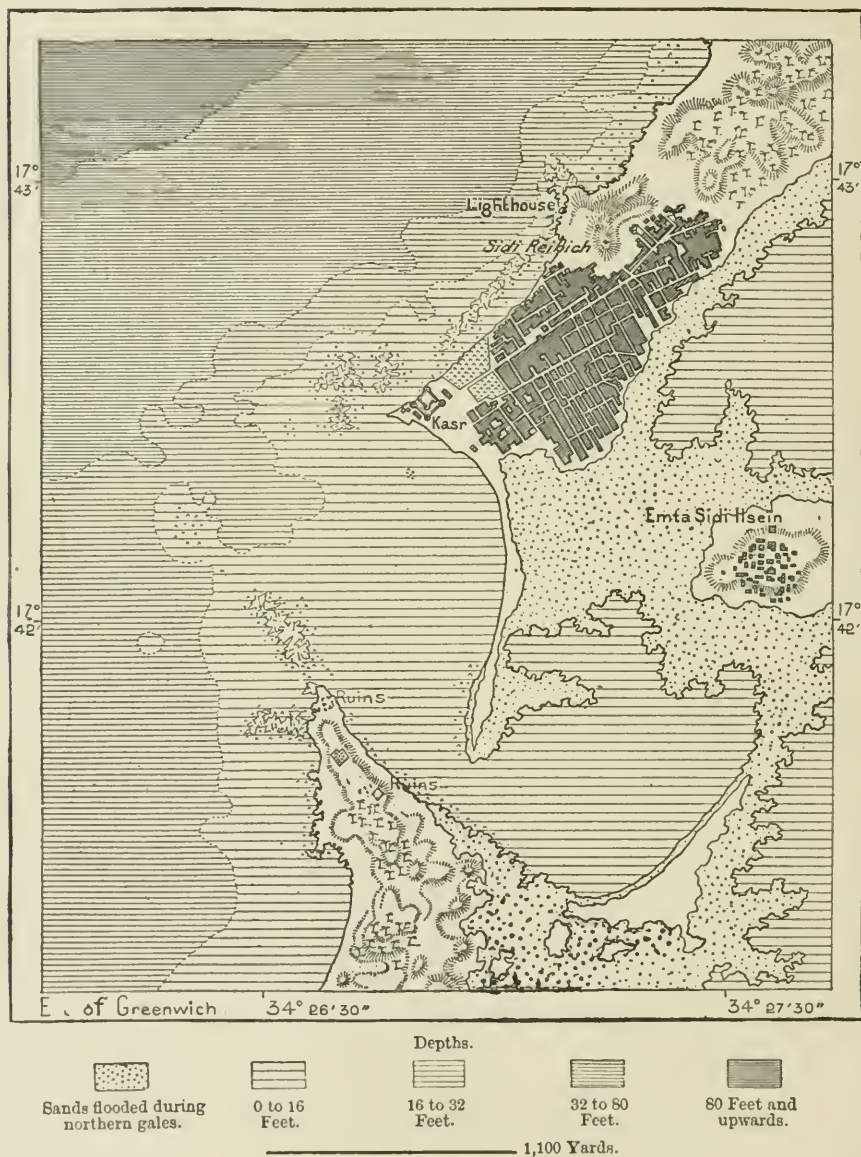 17° 43′
17° 43′
Lighthouse
Sidi Reibich
Kasr
Emta Sidi Hsein
17° 42′
17° 42′
Ruins
Ruins
E. of Greenwich
34° 26′30″
34° 27′30″
Depths.
Sands flooded during northern gales.
0 to 16 Feet.
16 to 32 Feet.
32 to 80 Feet.
80 Feet and upwards.
1,100 Yards.